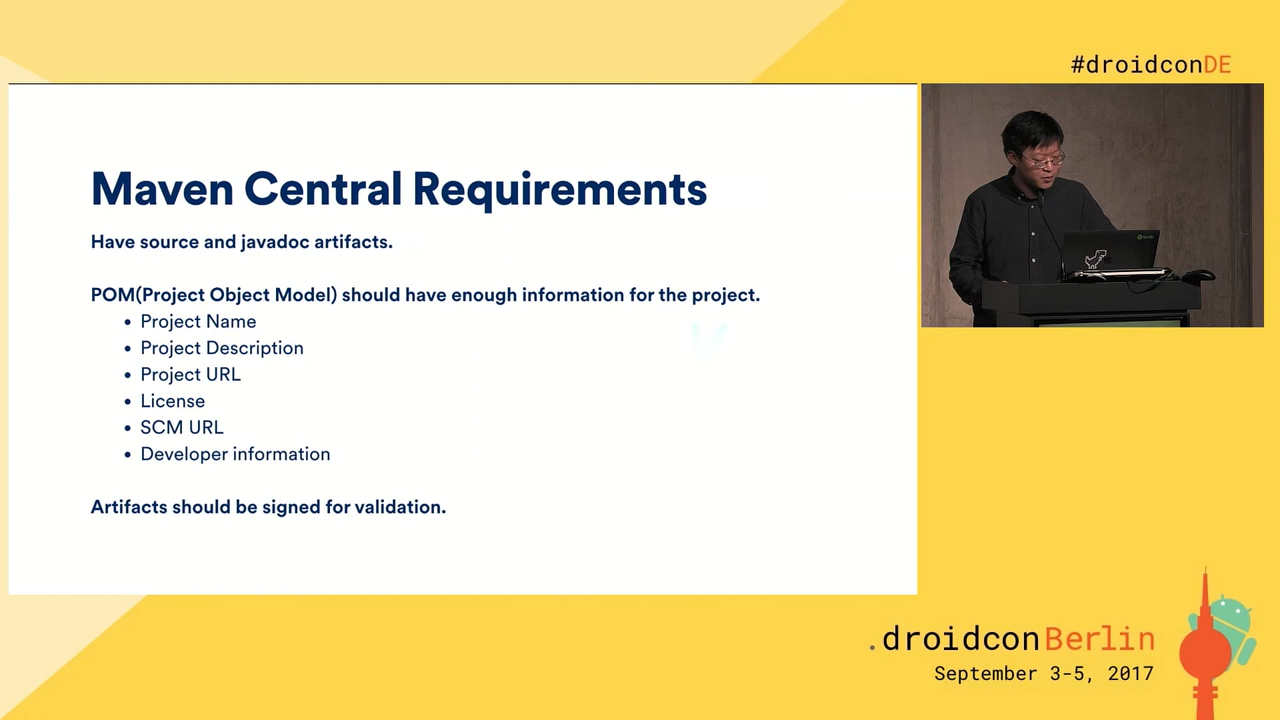 #droidconDE
Maven Central Requirements
Have source and javadoc artifacts.
POM(Project Object Model) should have enough information for the project.
• Project Name
• Project Description
• Project URL
• License
• SCM URL
• Developer information
Artifacts should be signed for validation.
.droidconBerlin
September 3-5, 2017